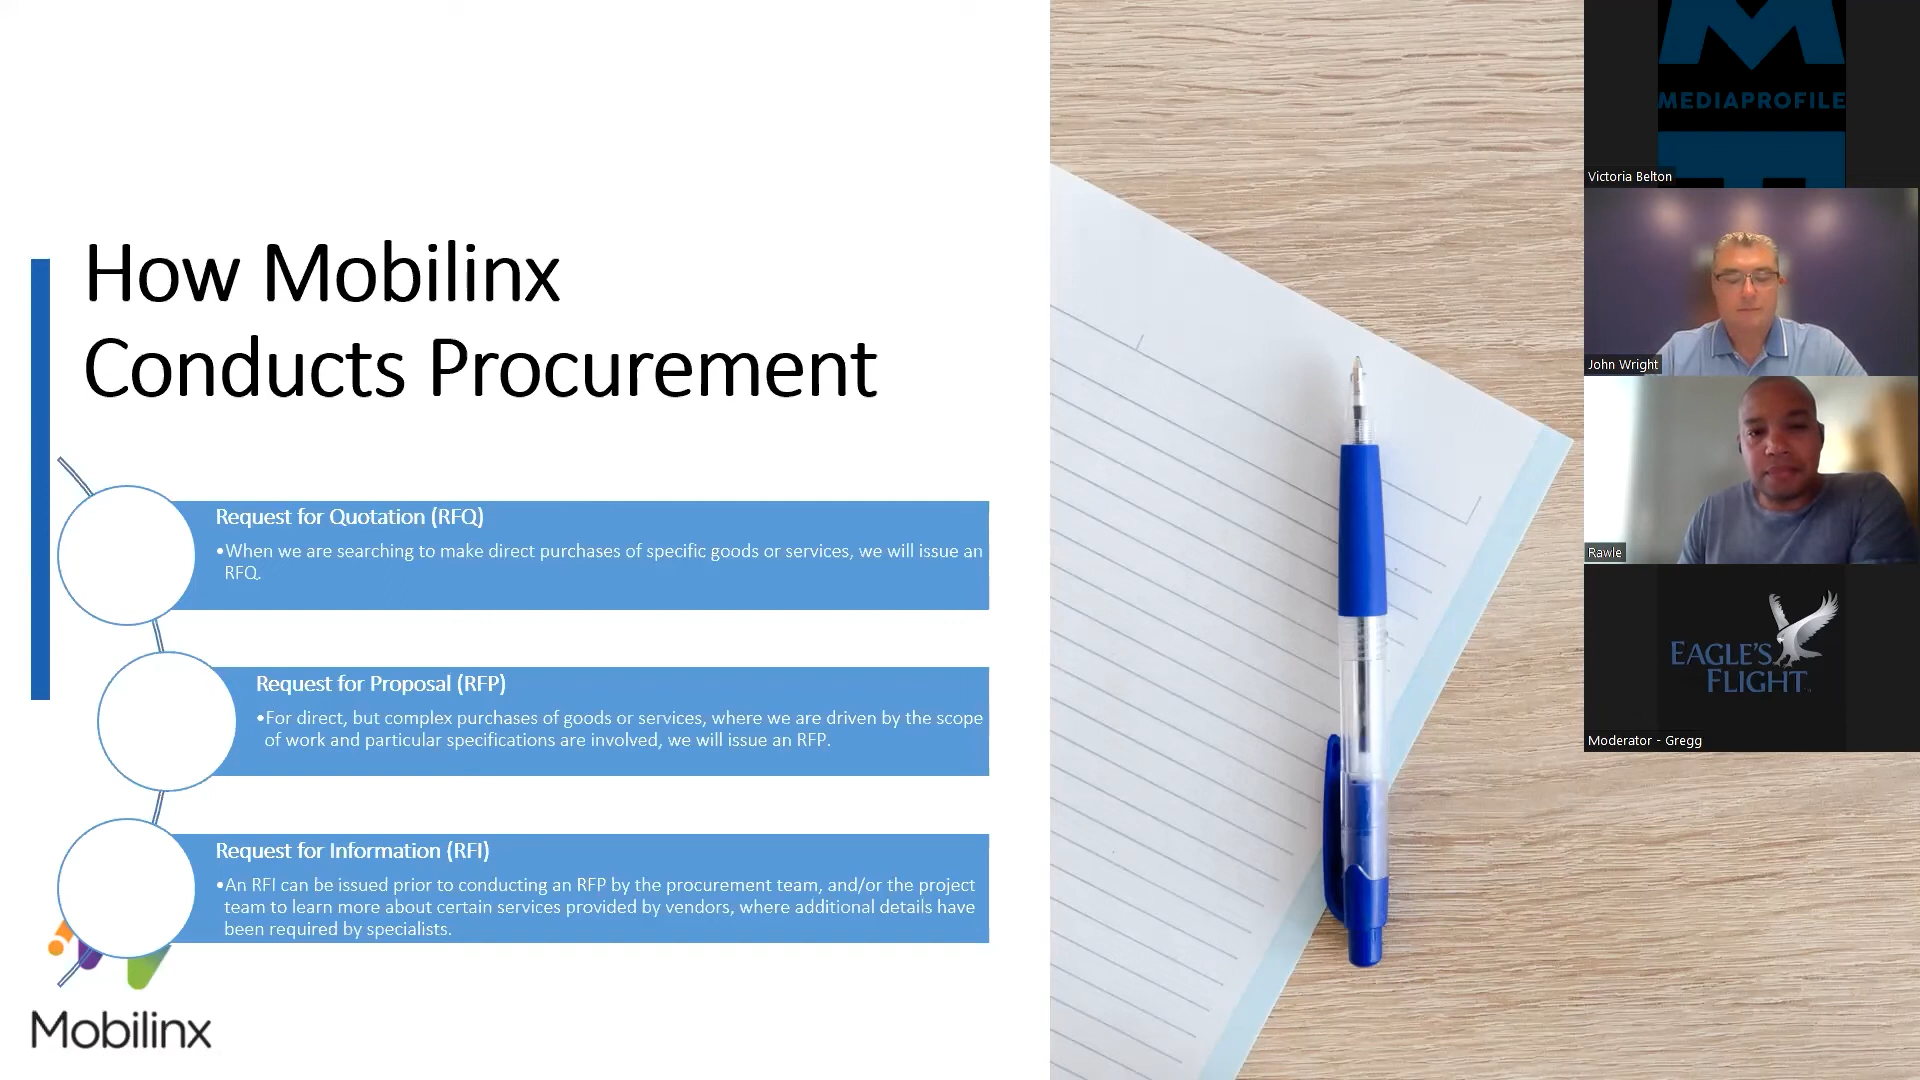 How Mobilinx
Conducts Procurement
Request for Quotation (RFQ)
•When we are searching to make direct purchases of specific goods or services, we will issue an
RFQ.
Request for Proposal (RFP)
•For direct, but complex purchases of goods or services, where we are driven by the scope
of work and particular specifications are involved, we will issue an RFP.
Request for Information (RFI)
•An RFI can be issued prior to conducting an RFP by the procurement team, and/or the project
team to learn more about certain services provided by vendors, where additional details have
been required by specialists.
Mobilinx
MEDIAPROFILE
Victoria Belton
John Wright
Rawle
EAGLE'S
FLIGHT
Moderator - Gregg